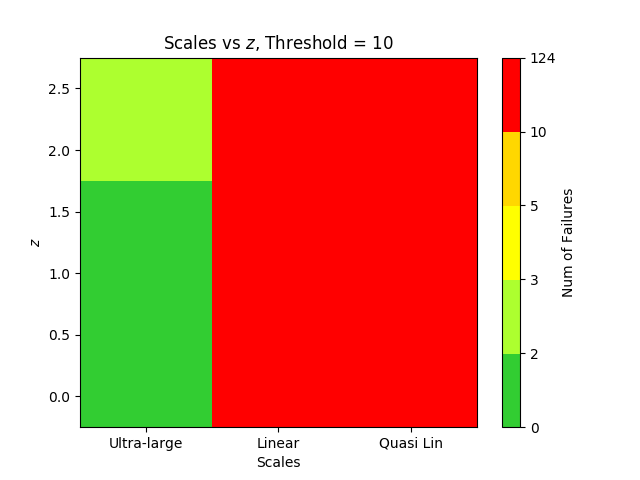 Scales vs z, Threshold = 10
2.5
2.0
1.5
1.0
0.5
0.0
z
Ultra-large
Linear
Quasi Lin
Scales
124
10
5
3
2
0
Num of Failures